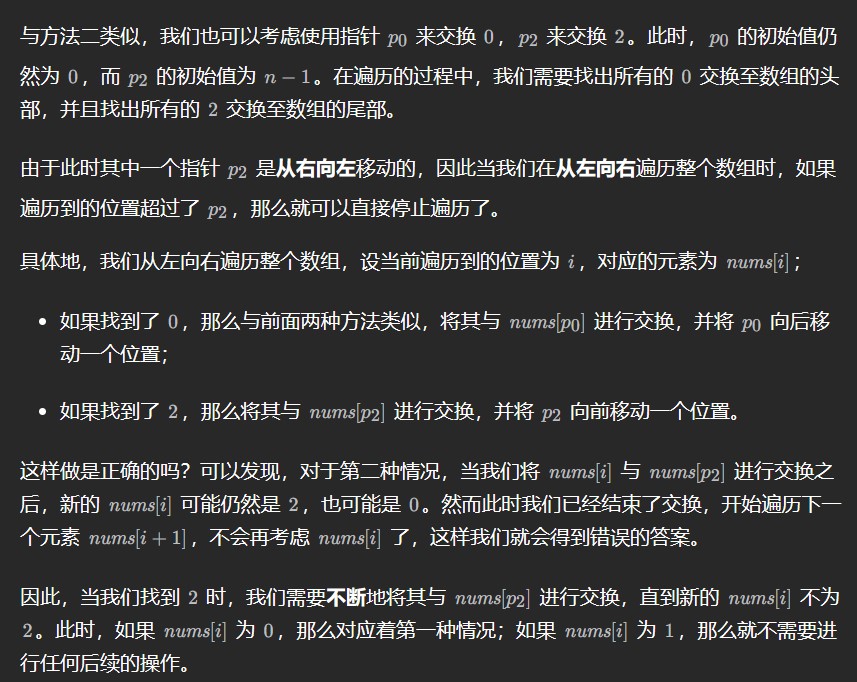 与方法二类似，我们也可以考虑使用指针 p0 来交换 0，p2 来交换 2。此时，p0 的初始值仍
然为 0，而 p2 的初始值为 n − 1。在遍历的过程中，我们需要找出所有的 0 交换至数组的头
部，并且找出所有的 2 交换至数组的尾部。
由于此时其中一个指针 p2 是从右向左移动的，因此当我们在从左向右遍历整个数组时，如果
遍历到的位置超过了 p2，那么就可以直接停止遍历了。
具体地，我们从左向右遍历整个数组，设当前遍历到的位置为 i，对应的元素为 nums[i]；
• 如果找到了 0，那么与前面两种方法类似，将其与 nums[p0] 进行交换，并将 p0 向后移
动一个位置；
• 如果找到了 2，那么将其与 nums[p2] 进行交换，并将 p2 向前移动一个位置。
这样做是正确的吗？可以发现，对于第二种情况，当我们将 nums[i] 与 nums[p2] 进行交换之
后，新的 nums[i] 可能仍然是 2，也可能是 0。然而此时我们已经结束了交换，开始遍历下一
个元素 nums[i + 1]，不会再考虑 nums[i] 了，这样我们就会得到错误的答案。
因此，当我们找到 2 时，我们需要不断地将其与 nums[p2] 进行交换，直到新的 nums[i] 不为
2。此时，如果 nums[i] 为 0，那么对应着第一种情况；如果 nums[i] 为 1，那么就不需要进
行任何后续的操作。